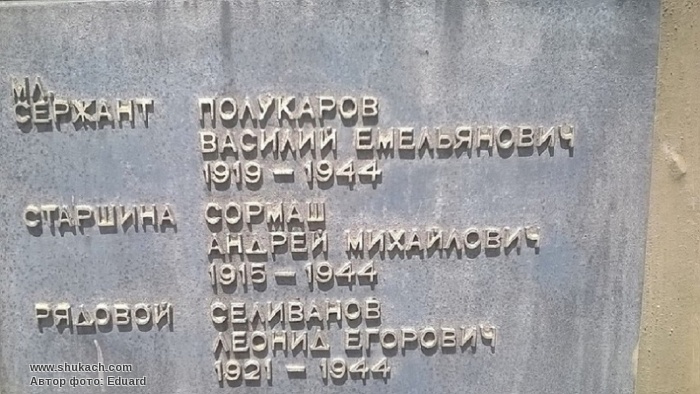 МЛ.
СЕРЖАНТ ПОЛУКАРОВ
ВАСИЛИЙ ЕМЕЛЬЯНОВИЧ
1919 – 1944
СТАРШИНА СОРМАШ
АНДРЕЙ МИХАЙЛОВИЧ
1915 – 1944
РЯДОВОЙ СЕЛИВАНОВ
ЛЕОНИД ЕГОРОВИЧ
1921 – 1944
www.shukach.com
Автор фото: Eduard